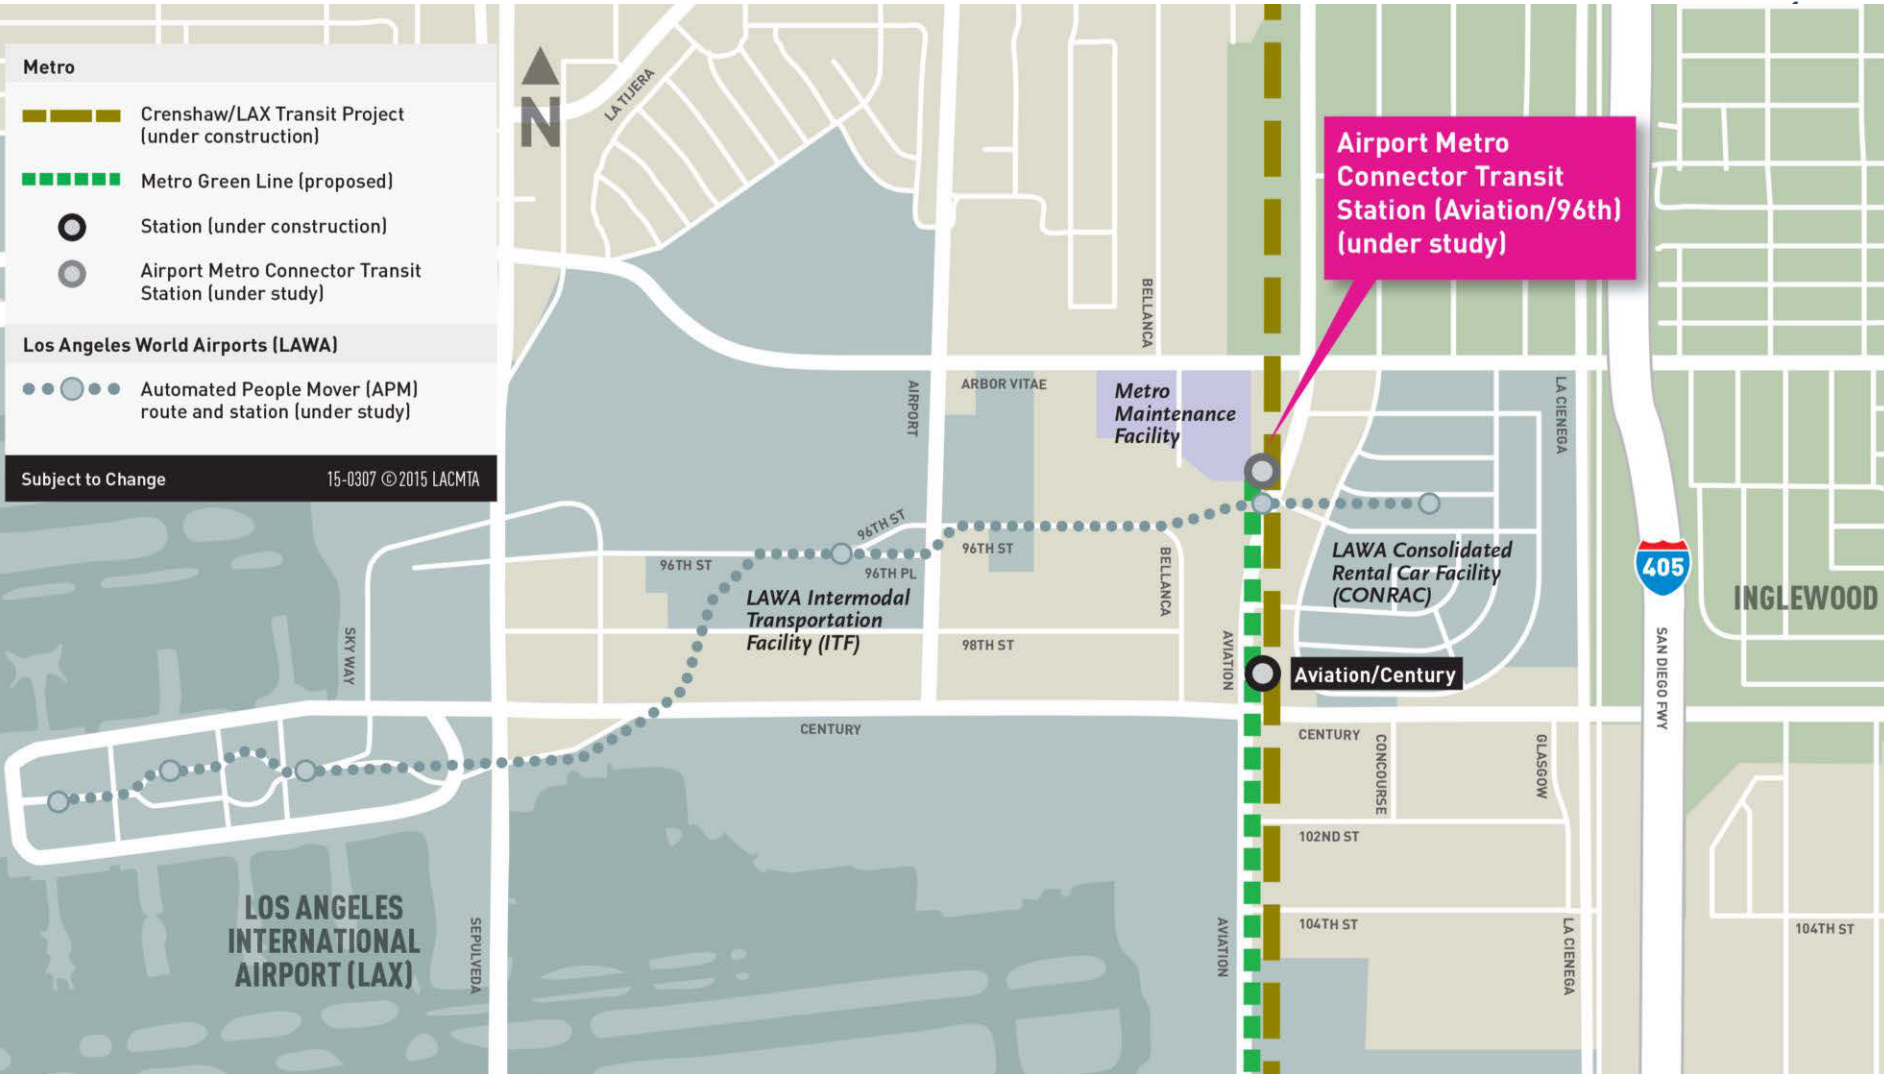 Metro
Crenshaw/LAX Transit Project
(under construction)
Metro Green Line (proposed)
Station (under construction)
Airport Metro Connector Transit
Station (under study)
Los Angeles World Airports (LAWA)
Automated People Mover (APM)
route and station (under study)
Subject to Change
15-0307 ©2015 LACMTA
N
LA TIJERA
Airport Metro
Connector Transit
Station (Aviation/96th)
(under study)
BELLANCA
AIRPORT
ARBOR VITAE
Metro
Maintenance
Facility
LA CIENEGA
96TH ST
96TH ST
96TH PL
96TH ST
BELLANCA
LAWA Consolidated
Rental Car Facility
(CONRAC)
405
INGLEWOOD
LAWA Intermodal
Transportation
Facility (ITF)
98TH ST
SKY WAY
AVIATION
Aviation/Century
SAN DIEGO FWY
CENTURY
CENTURY
CONCOURSE
GLASGOW
102ND ST
LOS ANGELES
INTERNATIONAL
AIRPORT (LAX)
SEPULVEDA
AVIATION
104TH ST
LA CIENEGA
104TH ST